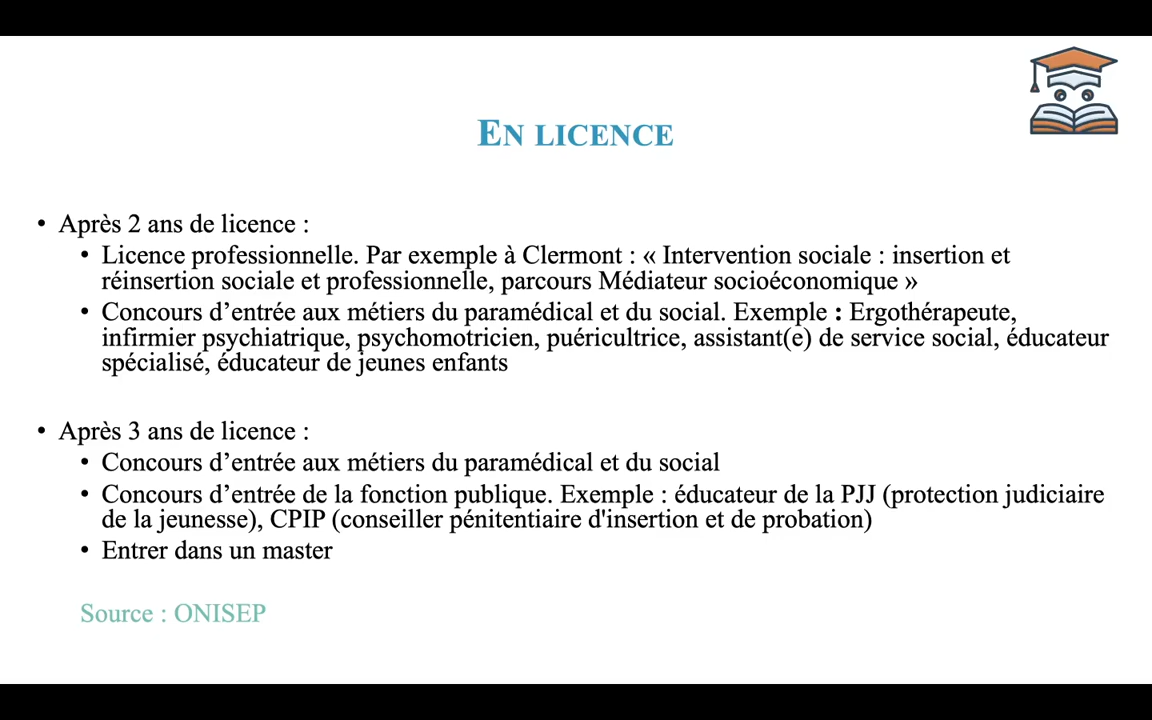 EN LICENCE
• Après 2 ans de licence :
• Licence professionnelle. Par exemple à Clermont : « Intervention sociale : insertion et
réinsertion sociale et professionnelle, parcours Médiateur socioéconomique »
• Concours d’entrée aux métiers du paramédical et du social. Exemple : Ergothérapeute,
infirmier psychiatrique, psychomotricien, puéricultrice, assistant(e) de service social, éducateur
spécialisé, éducateur de jeunes enfants
• Après 3 ans de licence :
• Concours d’entrée aux métiers du paramédical et du social
• Concours d’entrée de la fonction publique. Exemple : éducateur de la PJJ (protection judiciaire
de la jeunesse), CPIP (conseiller pénitentiaire d'insertion et de probation)
• Entrer dans un master
Source : ONISEP